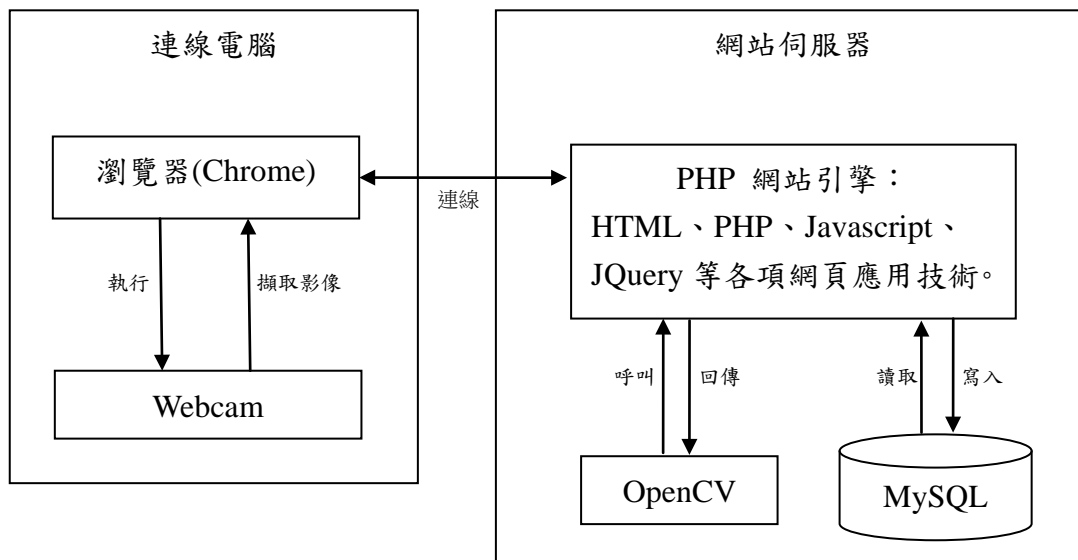 連線電腦
網站伺服器
瀏覽器(Chrome)
連線
PHP 網站引擎：
HTML、PHP、Javascript、
JQuery 等各項網頁應用技術。
執行
擷取影像
呼叫
回傳
讀取
寫入
Webcam
OpenCV
MySQL